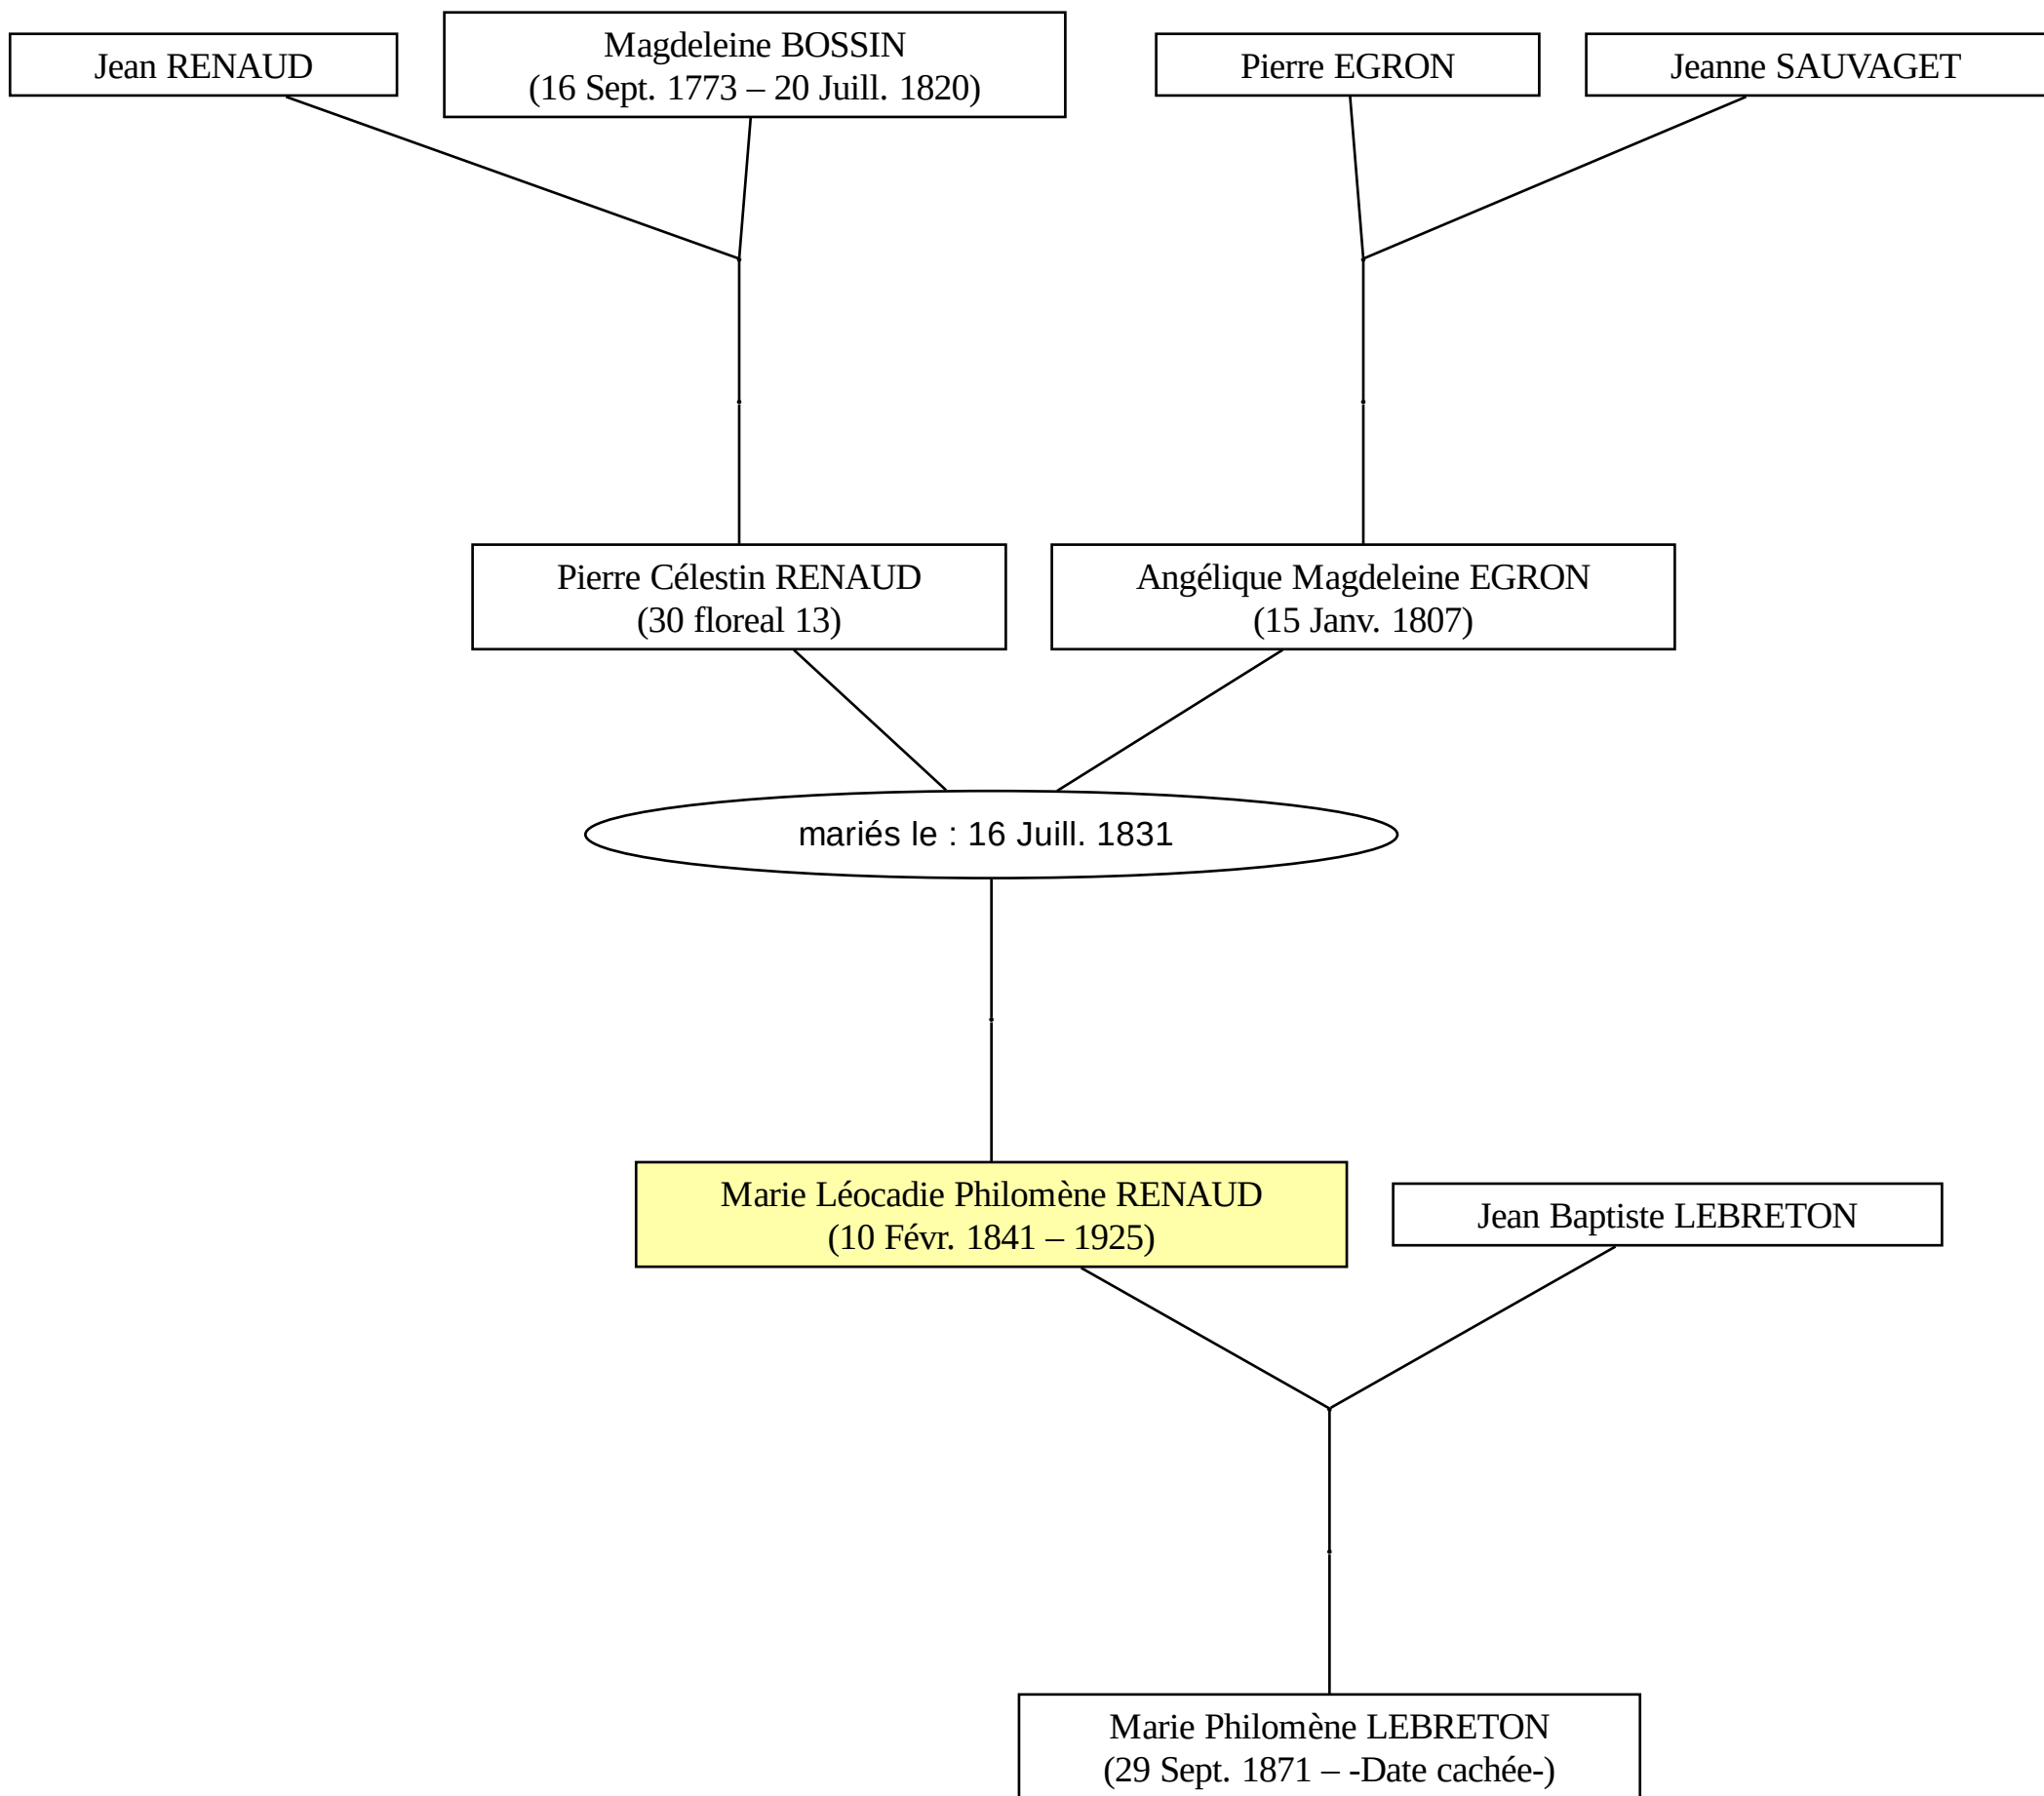 Jean RENAUD
Magdeleine BOSSIN
(16 Sept. 1773 – 20 Juill. 1820)
Pierre EGRON
Jeanne SAUVAGET
Pierre Célestin RENAUD
(30 floreal 13)
Angélique Magdeleine EGRON
(15 Janv. 1807)
mariés le : 16 Juill. 1831
Marie Léocadie Philomène RENAUD
(10 Févr. 1841 – 1925)
Jean Baptiste LEBRETON
Marie Philomène LEBRETON
(29 Sept. 1871 – -Date cachée-)